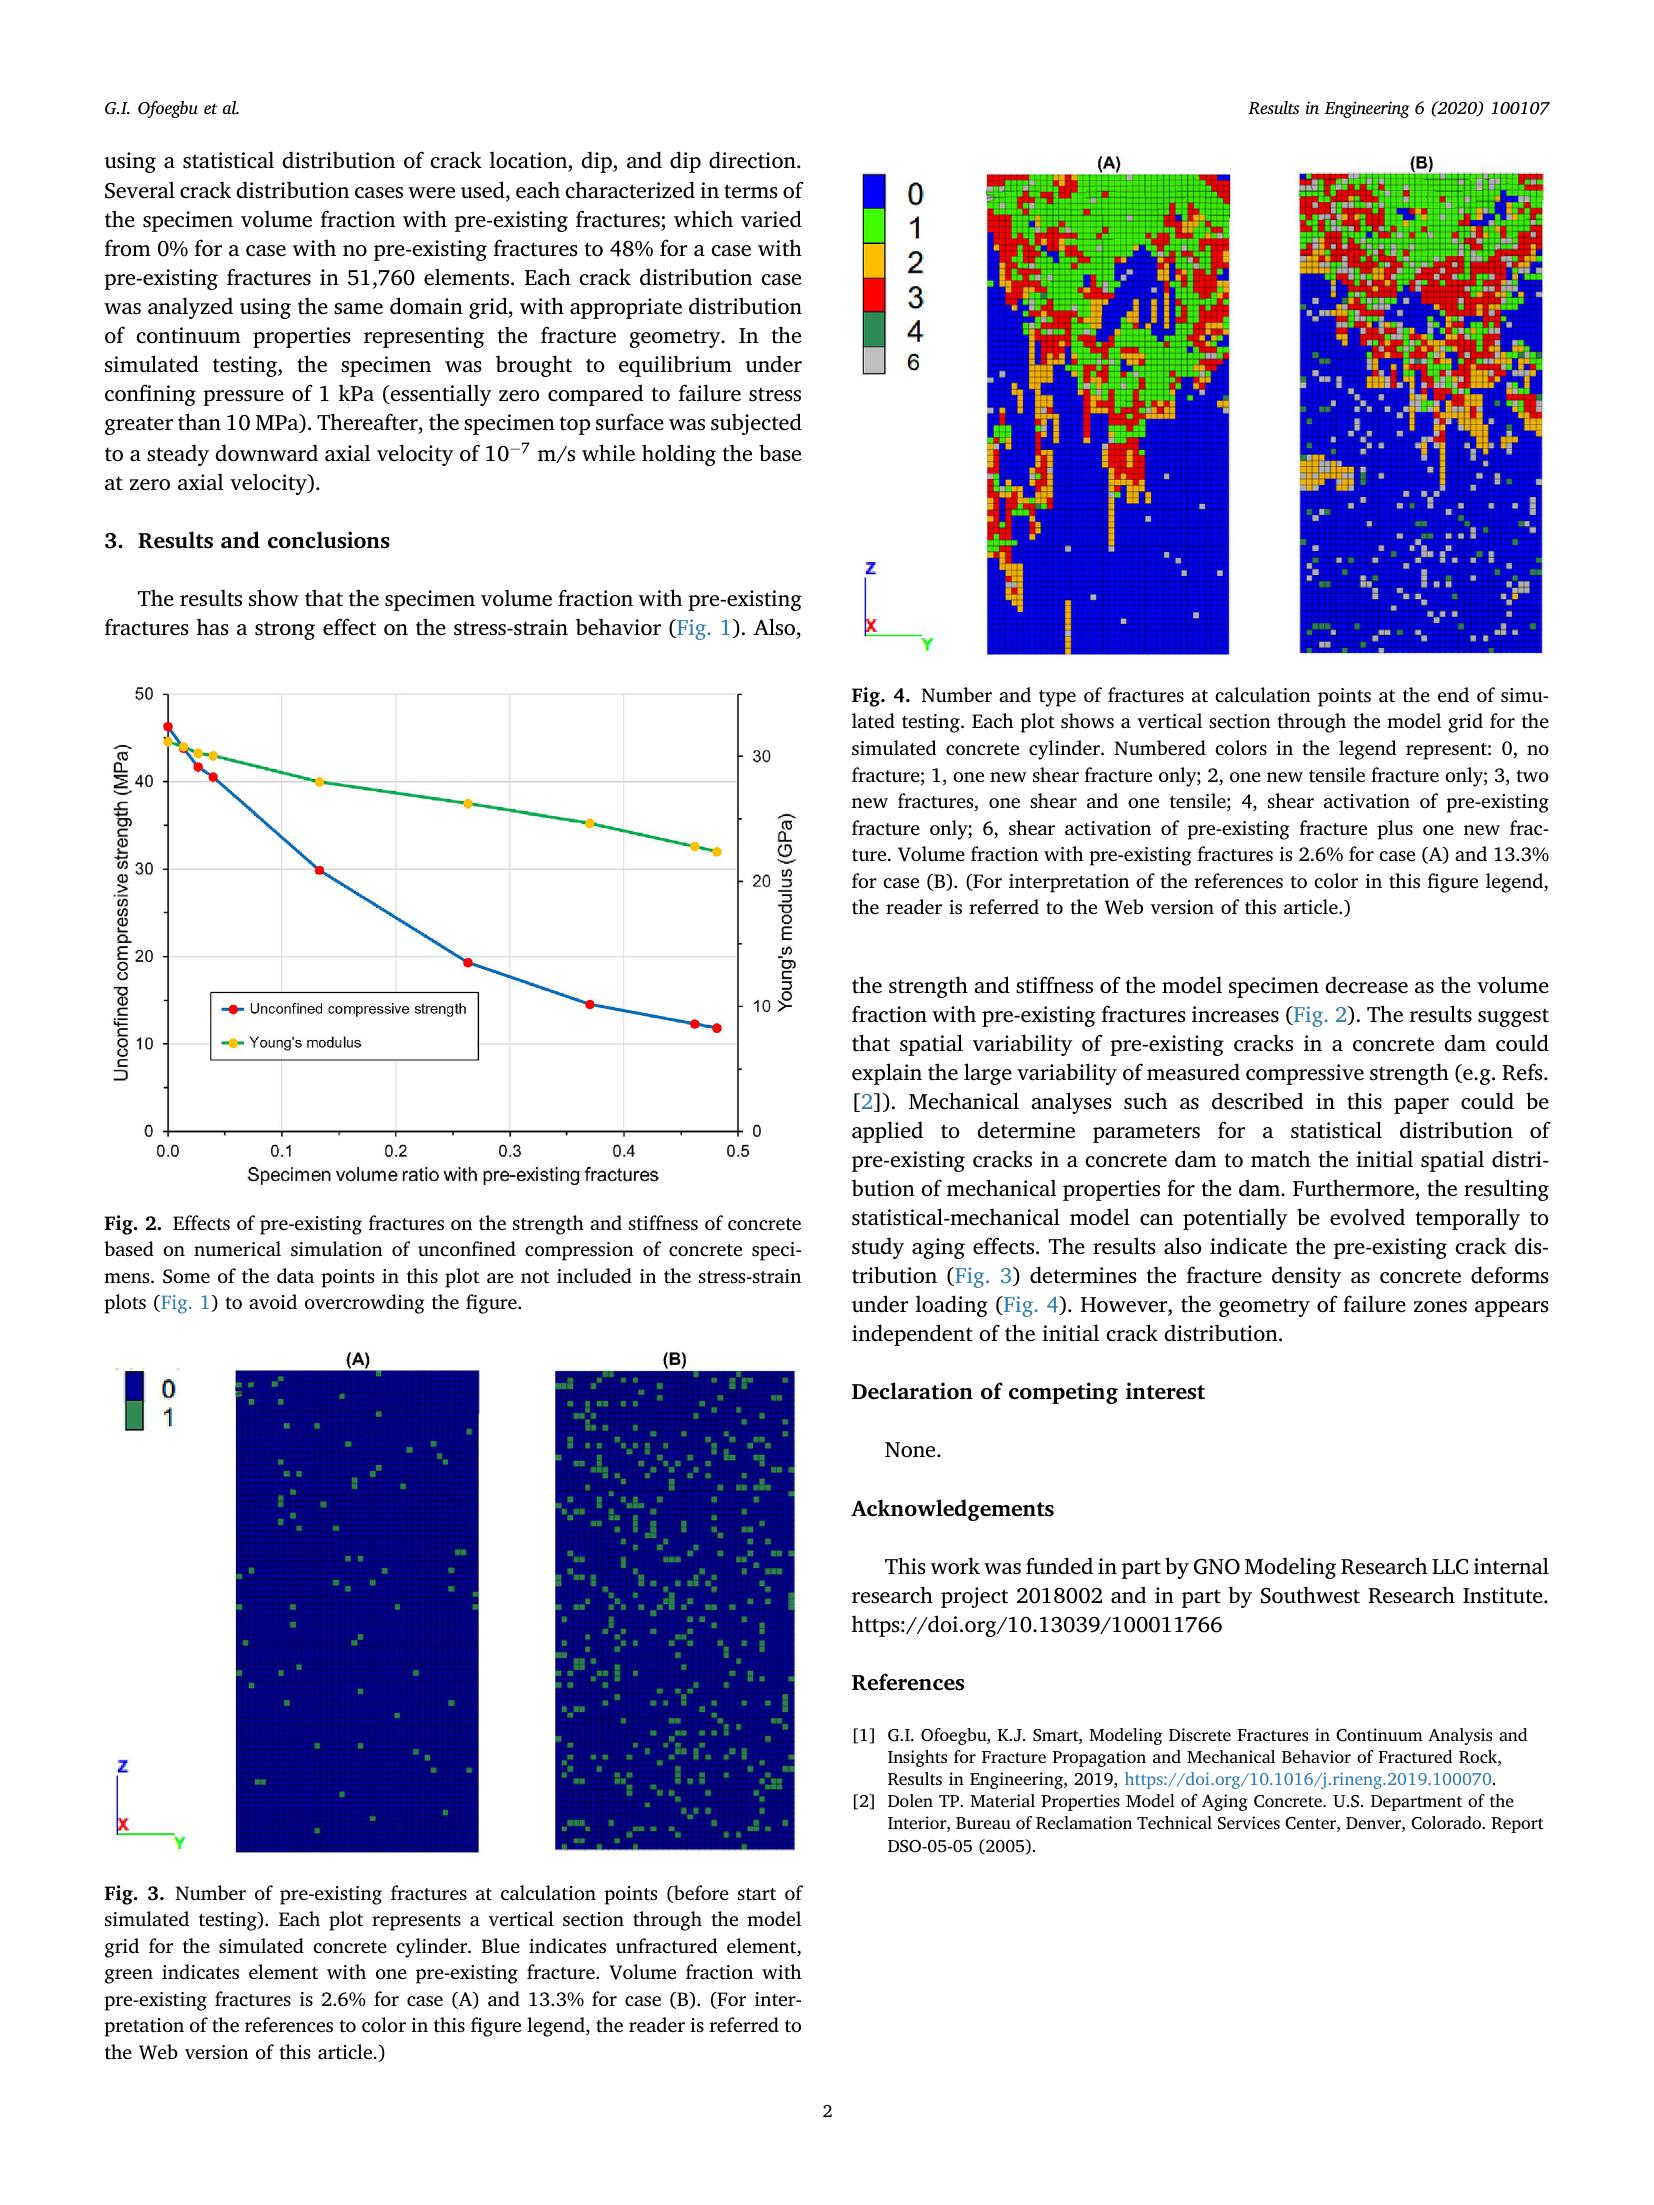 G.I. Ofoegbu et al.
Results in Engineering 6 (2020) 100107
using a statistical distribution of crack location, dip, and dip direction.
Several crack distribution cases were used, each characterized in terms of
the specimen volume fraction with pre-existing fractures; which varied
from 0% for a case with no pre-existing fractures to 48% for a case with
pre-existing fractures in 51,760 elements. Each crack distribution case
was analyzed using the same domain grid, with appropriate distribution
of continuum properties representing the fracture geometry. In the
simulated testing, the specimen was brought to equilibrium under
confining pressure of 1 kPa (essentially zero compared to failure stress
greater than 10 MPa). Thereafter, the specimen top surface was subjected
to a steady downward axial velocity of 10⁻⁷ m/s while holding the base
at zero axial velocity).
3. Results and conclusions
The results show that the specimen volume fraction with pre-existing
fractures has a strong effect on the stress-strain behavior (Fig. 1). Also,
50
40
30
20
10
0
Unconfined compressive strength (MPa)
30
20
10
0
Young's modulus (GPa)
Unconfined compressive strength
Young's modulus
0.0 0.1 0.2 0.3 0.4 0.5
Specimen volume ratio with pre-existing fractures
Fig. 2. Effects of pre-existing fractures on the strength and stiffness of concrete
based on numerical simulation of unconfined compression of concrete speci-
mens. Some of the data points in this plot are not included in the stress-strain
plots (Fig. 1) to avoid overcrowding the figure.
(A)
(B)
0
1
Z
X
Y
Fig. 3. Number of pre-existing fractures at calculation points (before start of
simulated testing). Each plot represents a vertical section through the model
grid for the simulated concrete cylinder. Blue indicates unfractured element,
green indicates element with one pre-existing fracture. Volume fraction with
pre-existing fractures is 2.6% for case (A) and 13.3% for case (B). (For inter-
pretation of the references to color in this figure legend, the reader is referred to
the Web version of this article.)
(A)
(B)
0
1
2
3
4
6
Z
X
Y
Fig. 4. Number and type of fractures at calculation points at the end of simu-
lated testing. Each plot shows a vertical section through the model grid for the
simulated concrete cylinder. Numbered colors in the legend represent: 0, no
fracture; 1, one new shear fracture only; 2, one new tensile fracture only; 3, two
new fractures, one shear and one tensile; 4, shear activation of pre-existing
fracture only; 6, shear activation of pre-existing fracture plus one new frac-
ture. Volume fraction with pre-existing fractures is 2.6% for case (A) and 13.3%
for case (B). (For interpretation of the references to color in this figure legend,
the reader is referred to the Web version of this article.)
the strength and stiffness of the model specimen decrease as the volume
fraction with pre-existing fractures increases (Fig. 2). The results suggest
that spatial variability of pre-existing cracks in a concrete dam could
explain the large variability of measured compressive strength (e.g. Refs.
[2]). Mechanical analyses such as described in this paper could be
applied to determine parameters for a statistical distribution of
pre-existing cracks in a concrete dam to match the initial spatial distri-
bution of mechanical properties for the dam. Furthermore, the resulting
statistical-mechanical model can potentially be evolved temporally to
study aging effects. The results also indicate the pre-existing crack dis-
tribution (Fig. 3) determines the fracture density as concrete deforms
under loading (Fig. 4). However, the geometry of failure zones appears
independent of the initial crack distribution.
Declaration of competing interest
None.
Acknowledgements
This work was funded in part by GNO Modeling Research LLC internal
research project 2018002 and in part by Southwest Research Institute.
https://doi.org/10.13039/100011766
References
[1] G.I. Ofoegbu, K.J. Smart, Modeling Discrete Fractures in Continuum Analysis and
Insights for Fracture Propagation and Mechanical Behavior of Fractured Rock,
Results in Engineering, 2019, https://doi.org/10.1016/j.rineng.2019.100070.
[2] Dolen TP. Material Properties Model of Aging Concrete. U.S. Department of the
Interior, Bureau of Reclamation Technical Services Center, Denver, Colorado. Report
DSO-05-05 (2005).
2